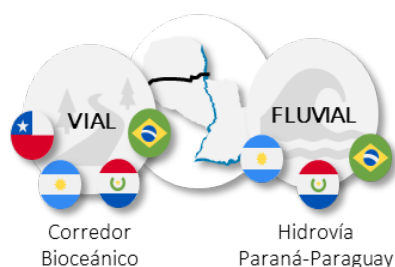 VIAL
FLUVIAL
Corredor
Bioceánico
Hidrovía
Paraná-Paraguay